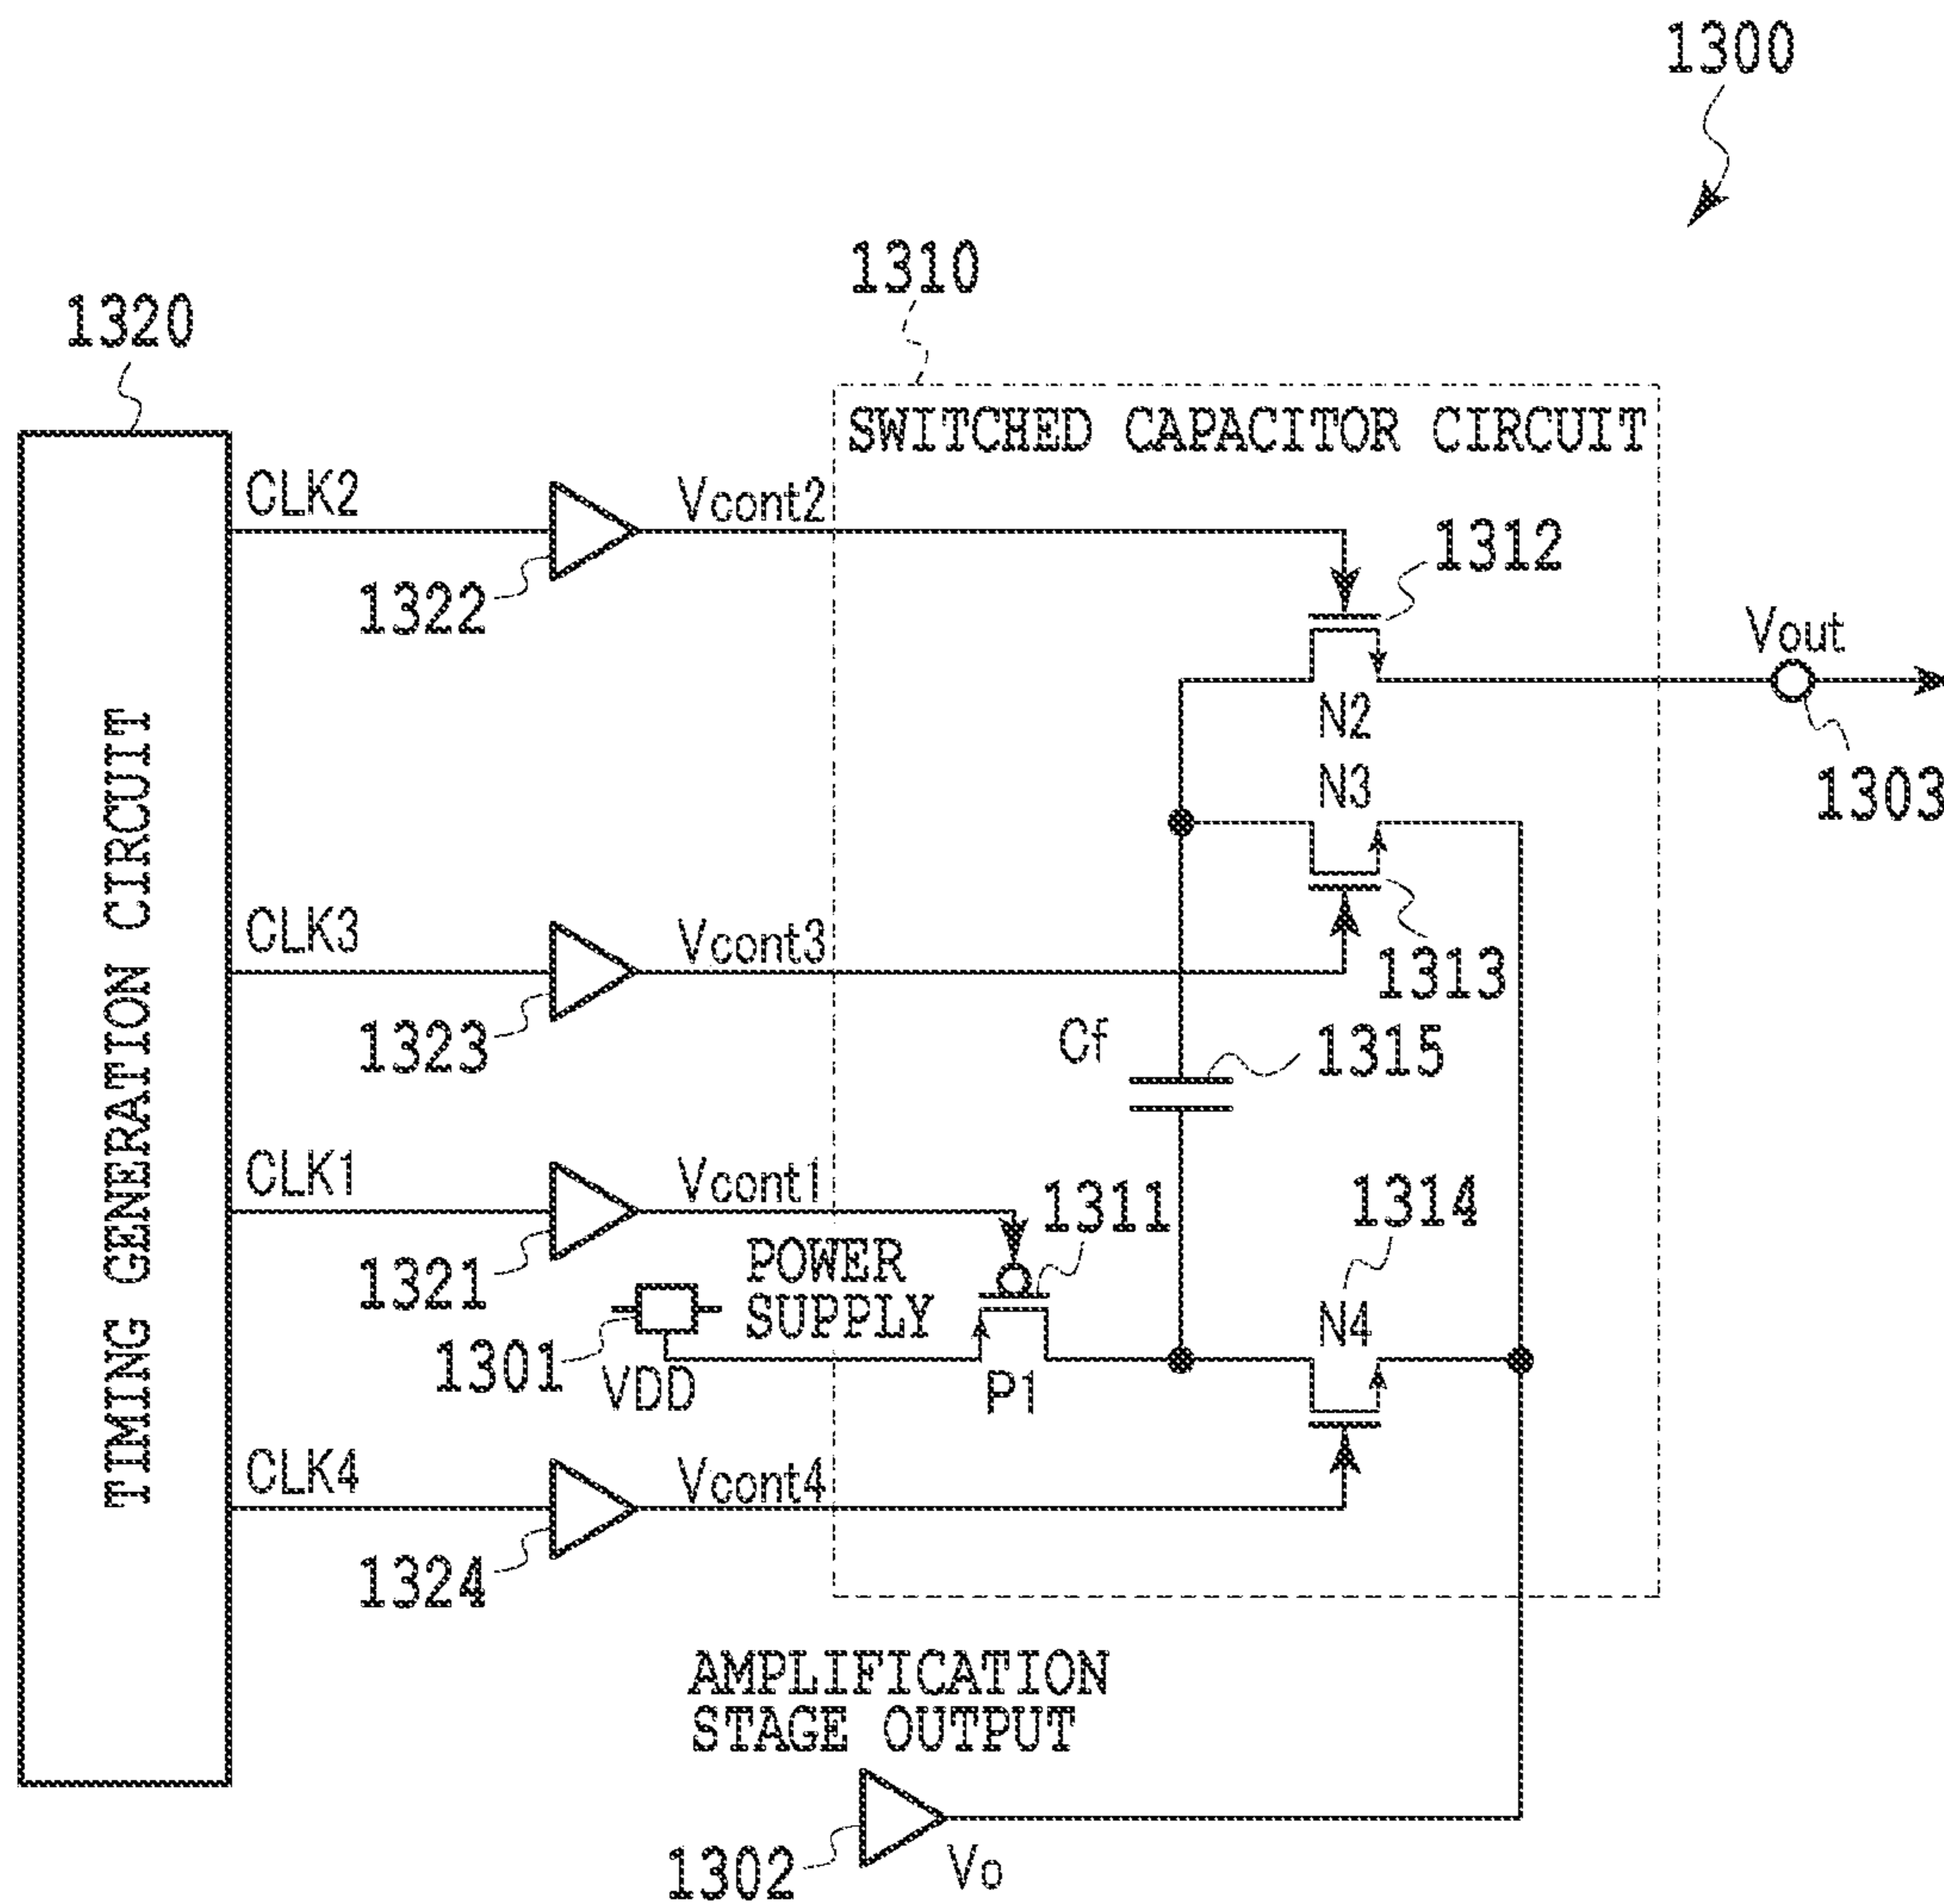 1300
1310
1320
SWITCHED CAPACITOR CIRCUIT
CLK2
Vcont2
1312
1322
Vout
N2
N3
1303
TIMING GENERATION CIRCUIT
CLK3
Vcont3
1313
1323
Cf
1315
CLK1
Vcont1
1311
1314
POWER
SUPPLY
1321
N4
1301
VDD
P1
CLK4
Vcont4
1324
AMPLIFICATION
STAGE OUTPUT
1302
Vo